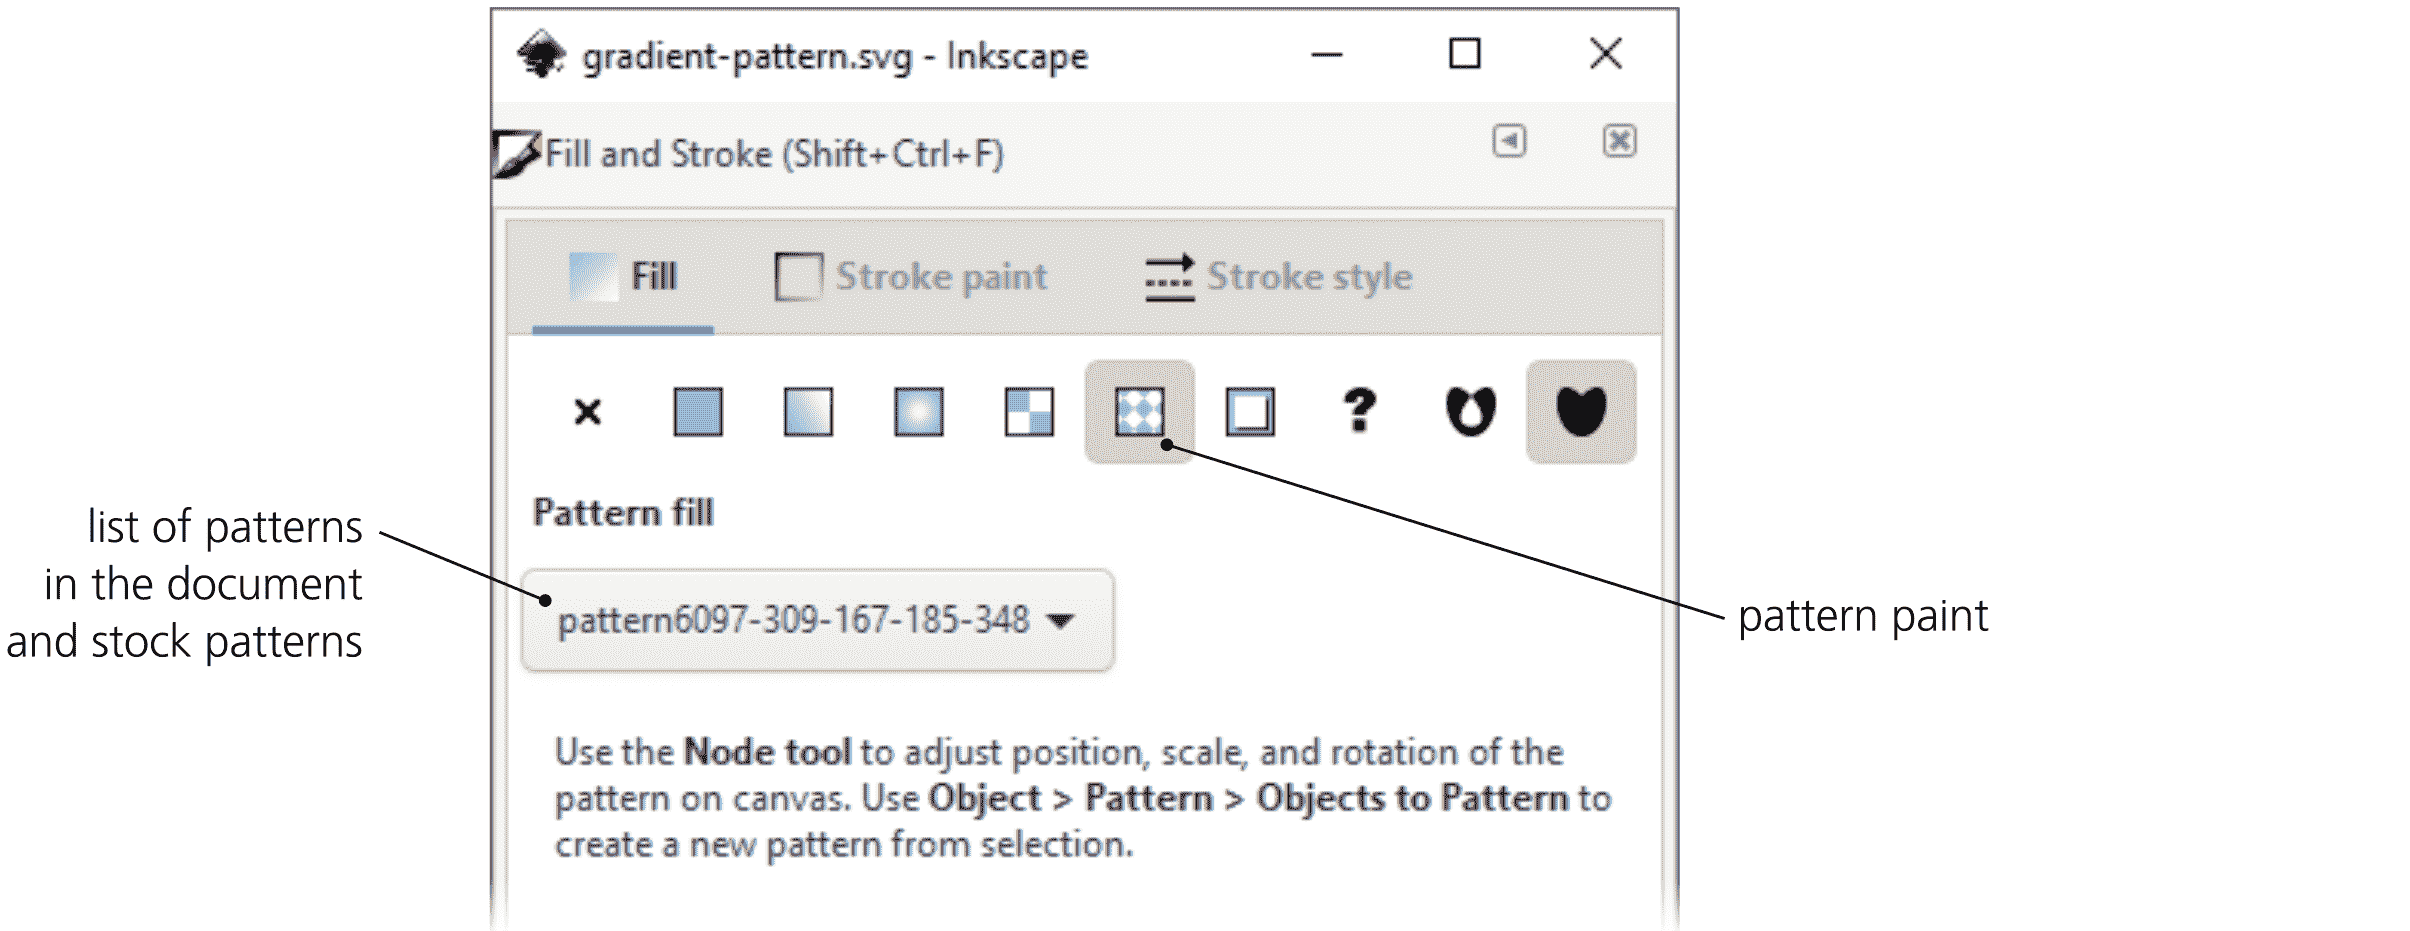 gradient-pattern.svg - Inkscape
Fill and Stroke (Shift+Ctrl+F)
Fill
Stroke paint
Stroke style
?
Pattern fill
list of patterns
in the document
and stock patterns
pattern6097-309-167-185-348
pattern paint
Use the Node tool to adjust position, scale, and rotation of the
pattern on canvas. Use Object > Pattern > Objects to Pattern to
create a new pattern from selection.